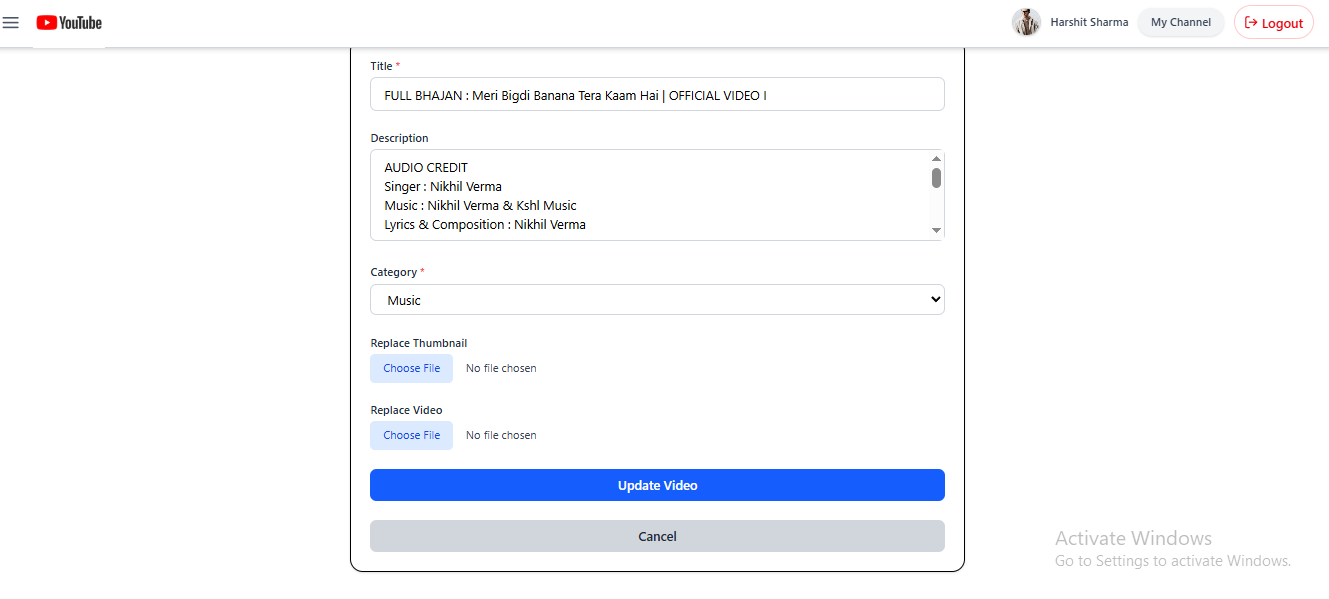 YouTube
Harshit Sharma
My Channel
Logout
Title *
FULL BHAJAN : Meri Bigdi Banana Tera Kaam Hai | OFFICIAL VIDEO I
Description
AUDIO CREDIT
Singer : Nikhil Verma
Music : Nikhil Verma & Kshl Music
Lyrics & Composition : Nikhil Verma
Category *
Music
Replace Thumbnail
Choose File No file chosen
Replace Video
Choose File No file chosen
Update Video
Cancel
Activate Windows
Go to Settings to activate Windows.